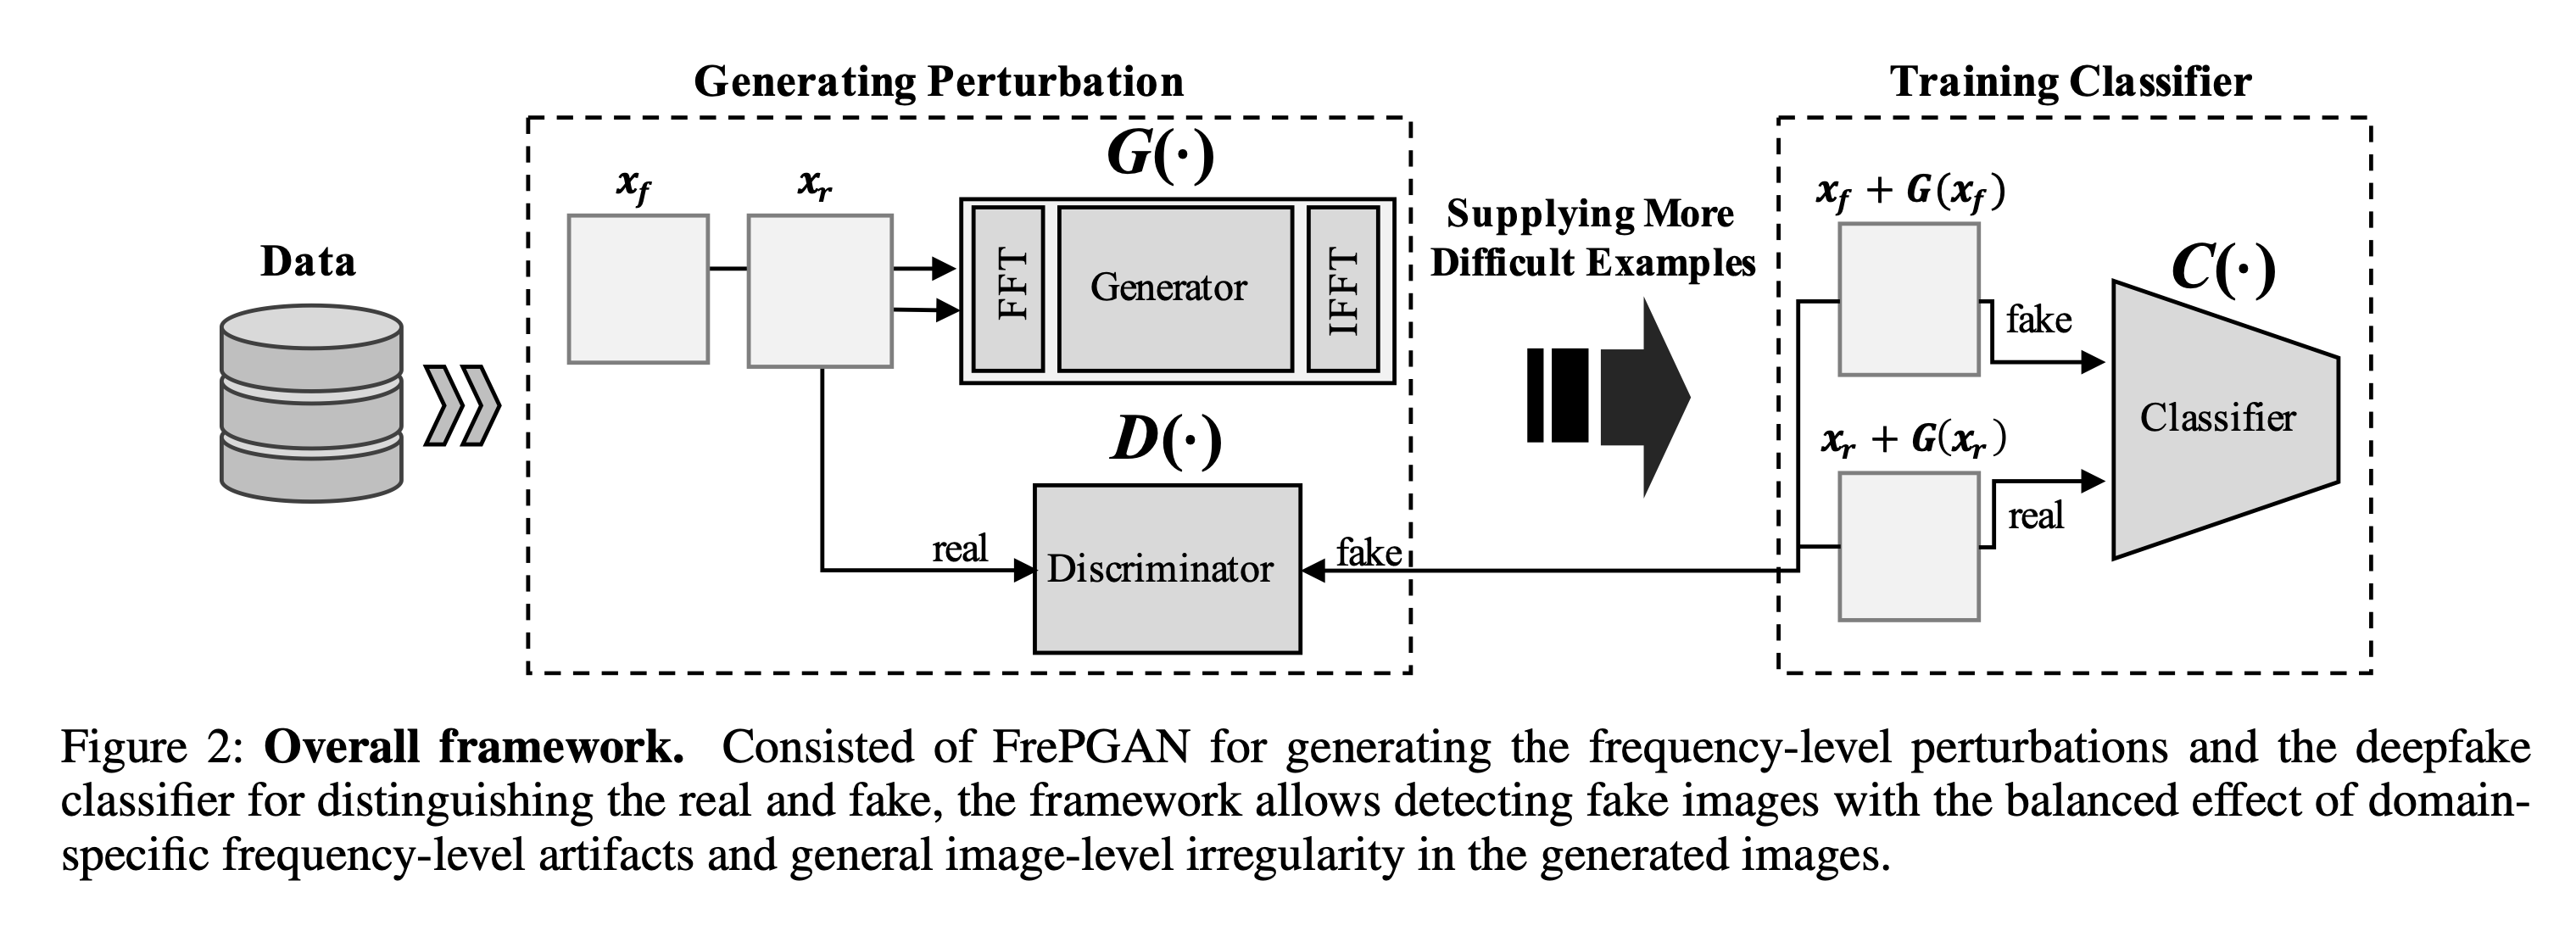 Generating Perturbation
Training Classifier
Data
x_f
x_r
G(·)
FFT
Generator
IFFT
Supplying More
Difficult Examples
D(·)
real
Discriminator
fake
x_f + G(x_f)
fake
C(·)
Classifier
x_r + G(x_r)
real
Figure 2: Overall framework. Consisted of FrePGAN for generating the frequency-level perturbations and the deepfake
classifier for distinguishing the real and fake, the framework allows detecting fake images with the balanced effect of domain-
specific frequency-level artifacts and general image-level irregularity in the generated images.